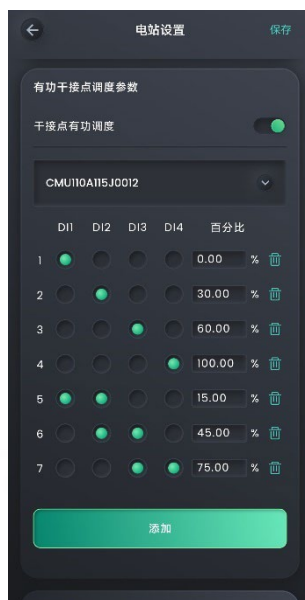 电站设置 保存
有功干接点调度参数
干接点有功调度
CMU110A115J0012
DI1 DI2 DI3 DI4 百分比
1 0.00 %
2 30.00 %
3 60.00 %
4 100.00 %
5 15.00 %
6 45.00 %
7 75.00 %
添加